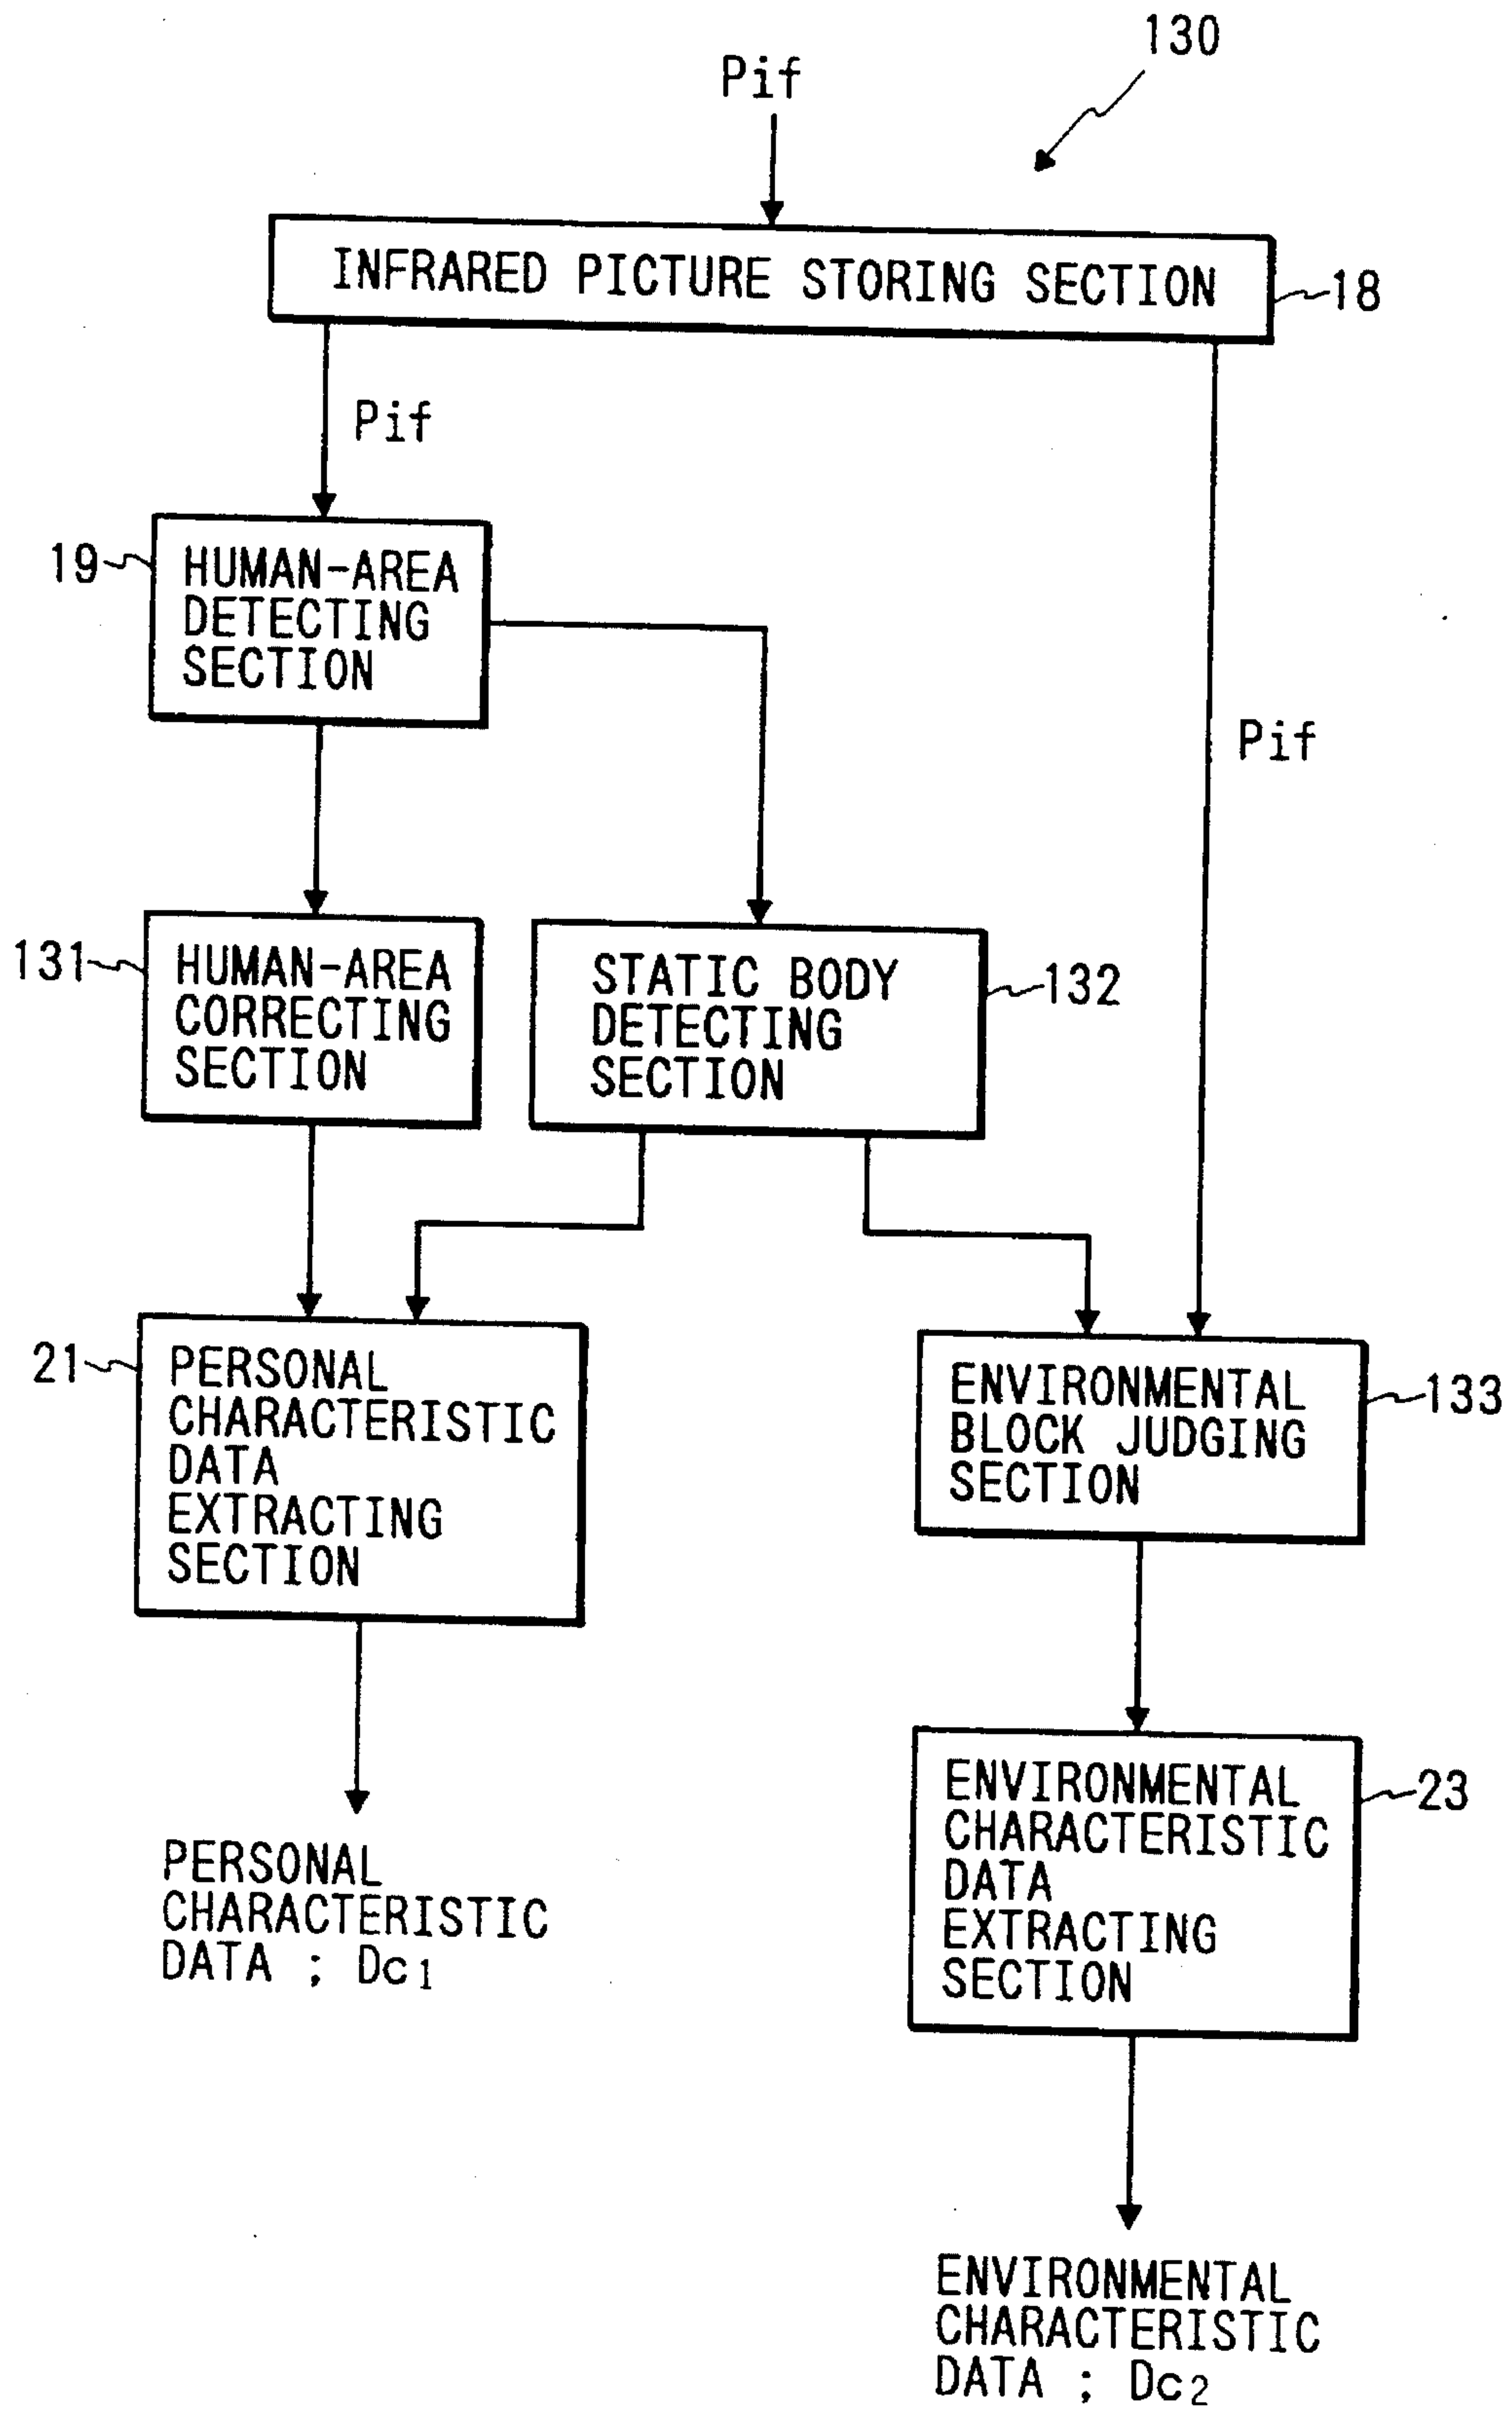 130
Pif
INFRARED PICTURE STORING SECTION
18
Pif
19
HUMAN-AREA
DETECTING
SECTION
Pif
131
HUMAN-AREA
CORRECTING
SECTION
STATIC BODY
DETECTING
SECTION
132
21
PERSONAL
CHARACTERISTIC
DATA
EXTRACTING
SECTION
ENVIRONMENTAL
BLOCK JUDGING
SECTION
133
ENVIRONMENTAL
CHARACTERISTIC
DATA
EXTRACTING
SECTION
23
PERSONAL
CHARACTERISTIC
DATA ; Dc1
ENVIRONMENTAL
CHARACTERISTIC
DATA ; Dc2